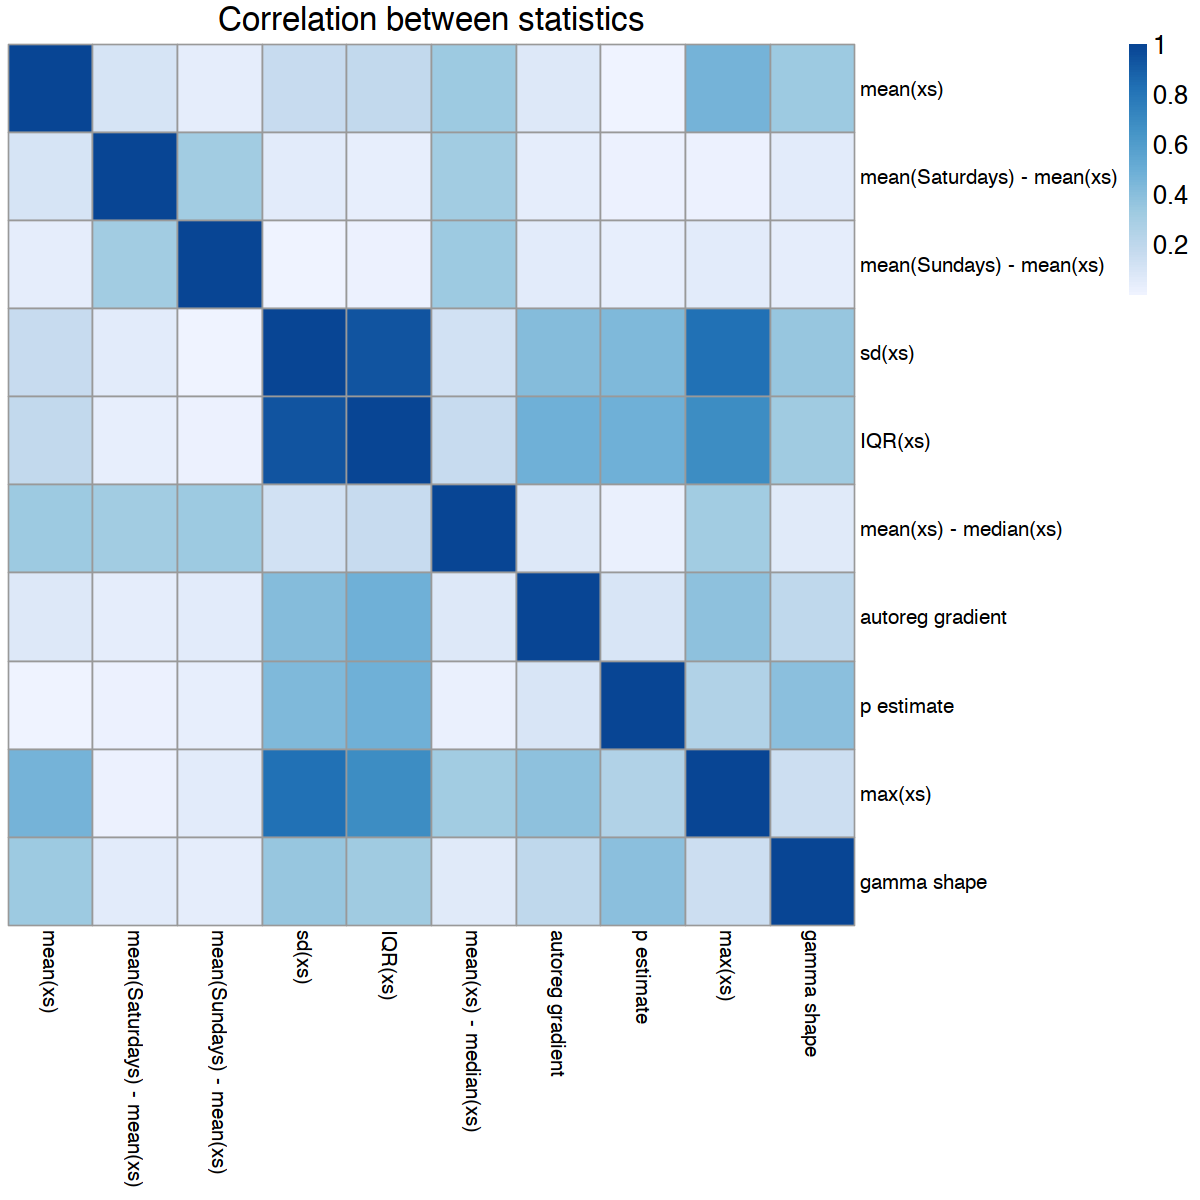 Correlation between statistics
1
0.8
0.6
0.4
0.2
mean(xs)
mean(Saturdays) - mean(xs)
mean(Sundays) - mean(xs)
sd(xs)
IQR(xs)
mean(xs) - median(xs)
autoreg gradient
p estimate
max(xs)
gamma shape
mean(xs)
mean(Saturdays) - mean(xs)
mean(Sundays) - mean(xs)
sd(xs)
IQR(xs)
mean(xs) - median(xs)
autoreg gradient
p estimate
max(xs)
gamma shape